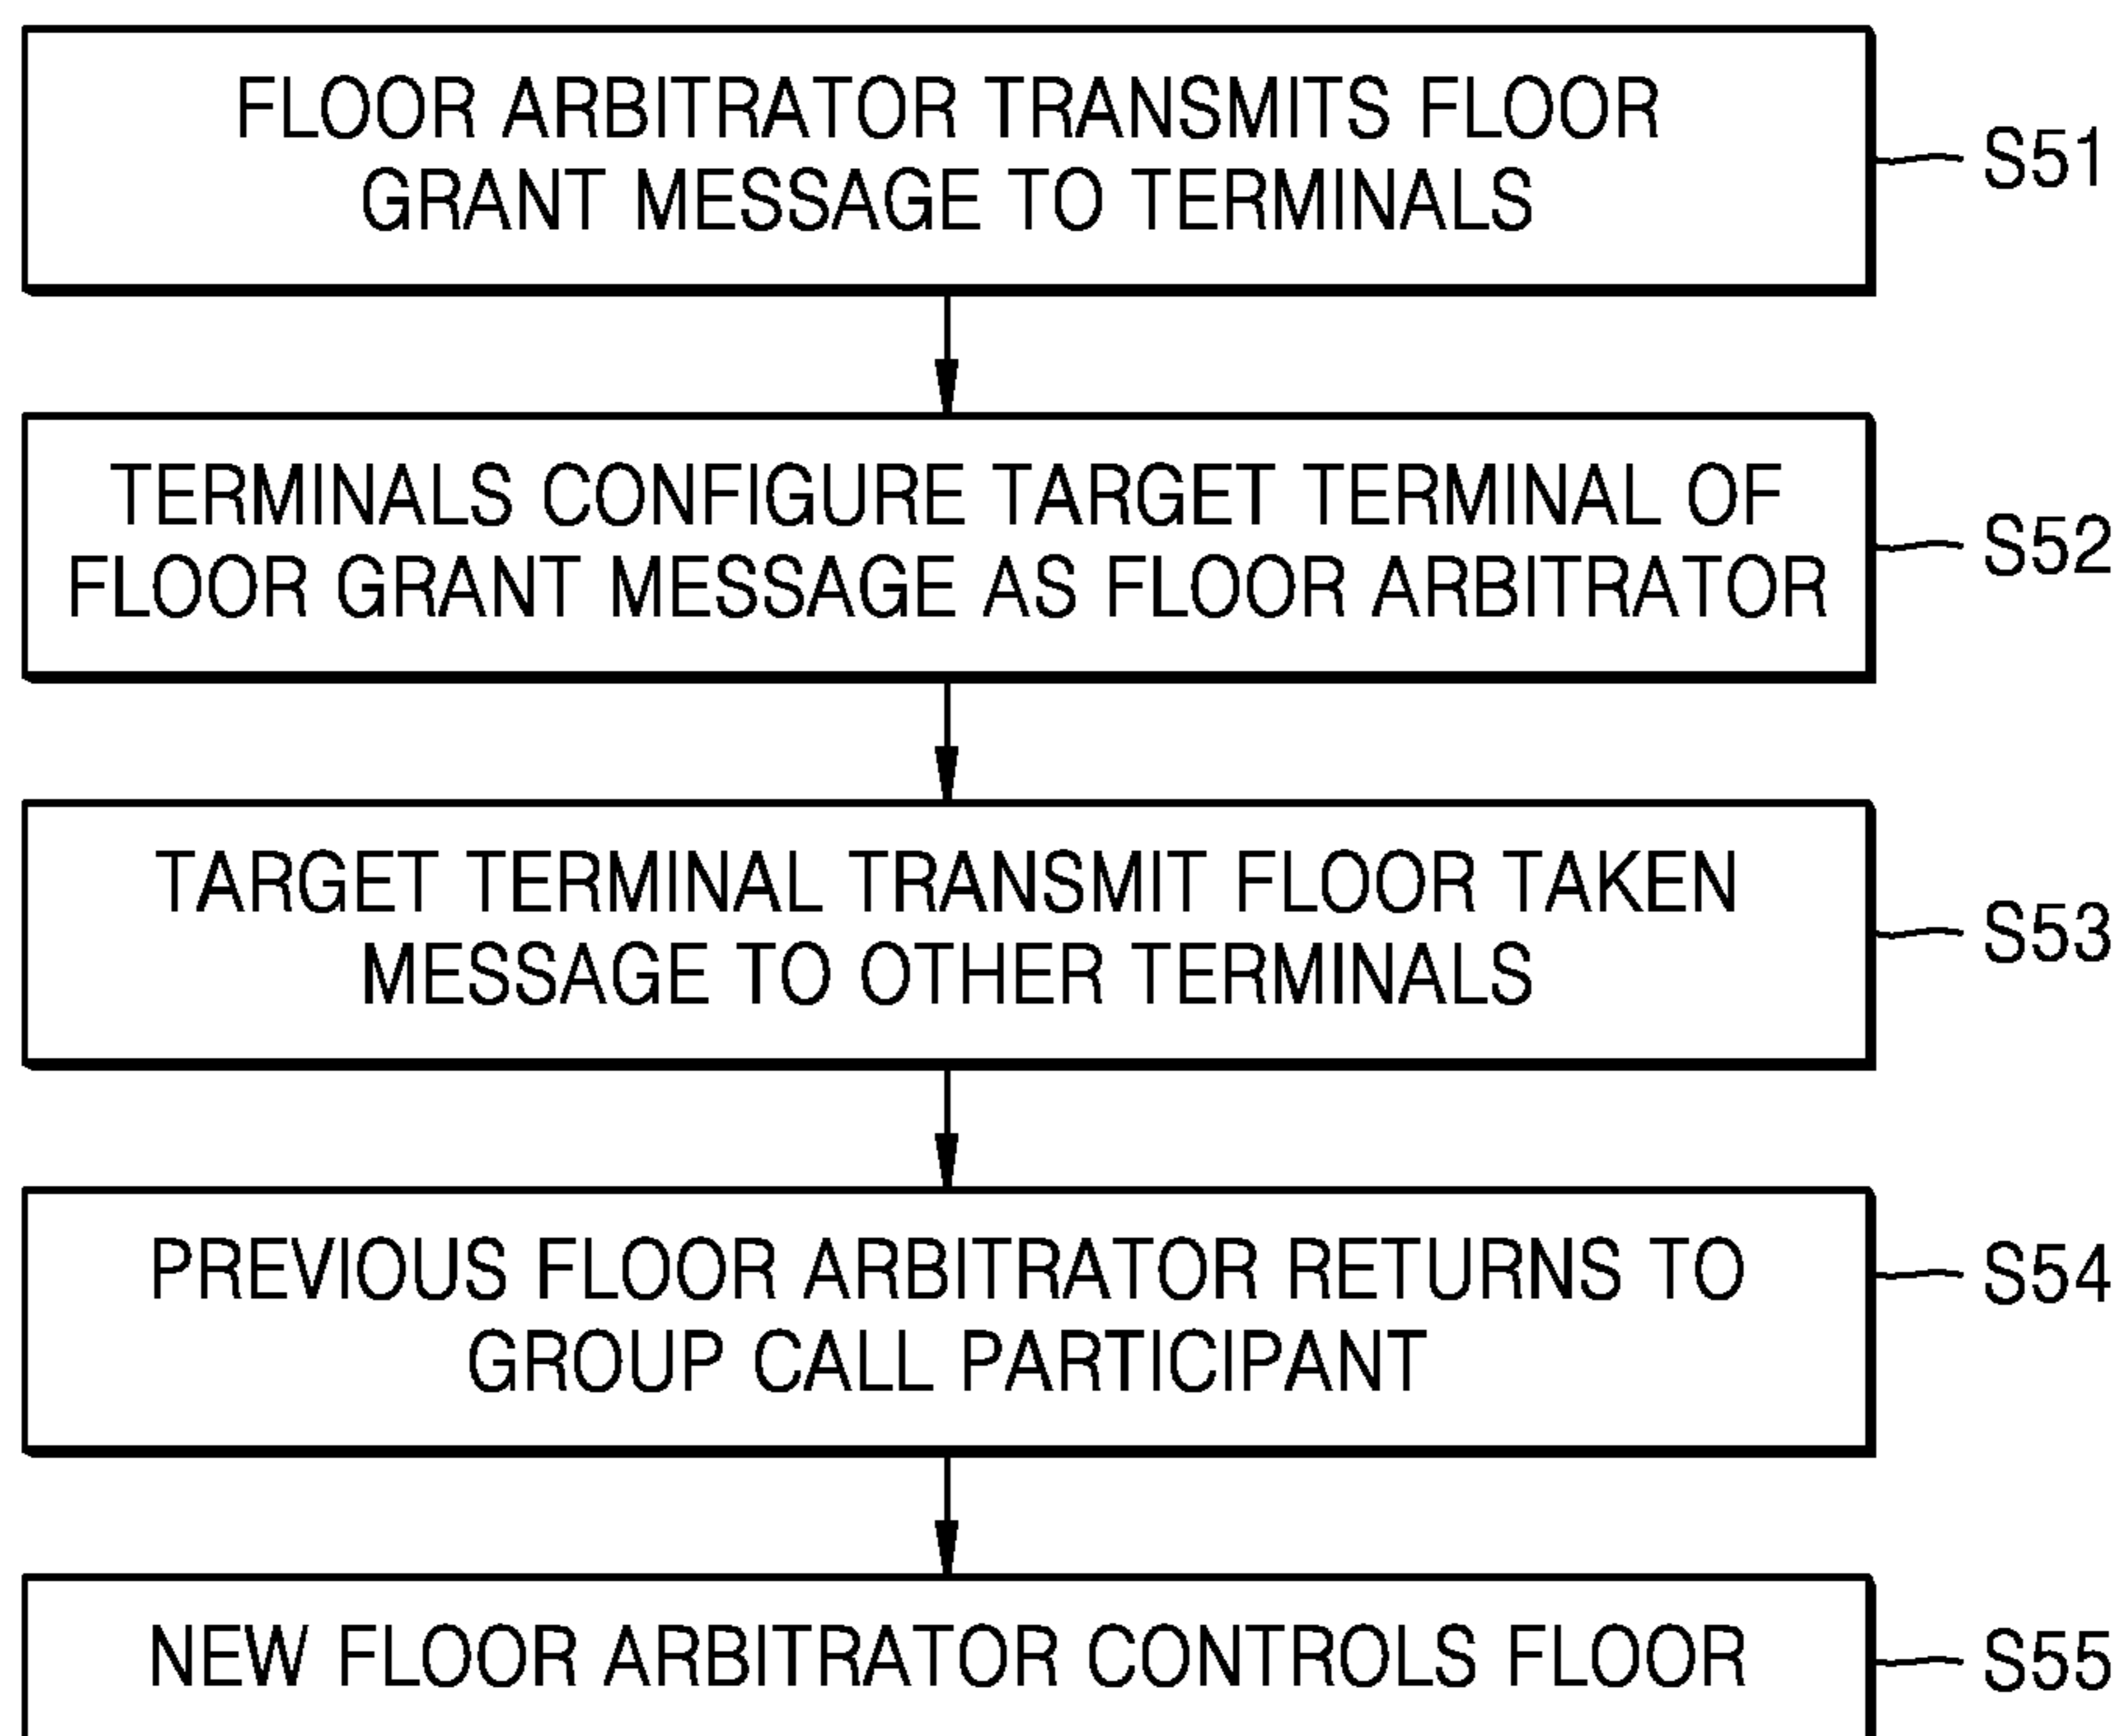 FLOOR ARBITRATOR TRANSMITS FLOOR
GRANT MESSAGE TO TERMINALS
S51
TERMINALS CONFIGURE TARGET TERMINAL OF
FLOOR GRANT MESSAGE AS FLOOR ARBITRATOR
S52
TARGET TERMINAL TRANSMIT FLOOR TAKEN
MESSAGE TO OTHER TERMINALS
S53
PREVIOUS FLOOR ARBITRATOR RETURNS TO
GROUP CALL PARTICIPANT
S54
NEW FLOOR ARBITRATOR CONTROLS FLOOR
S55